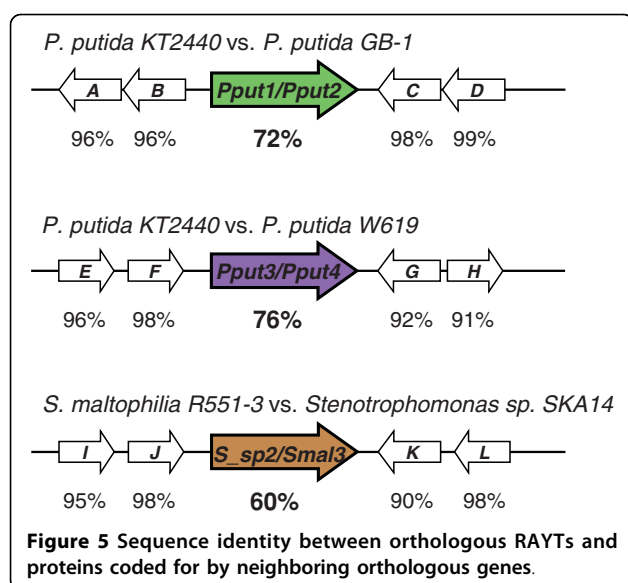 P. putida KT2440 vs. P. putida GB-1
A B Pput1/Pput2 C D
96% 96% 72% 98% 99%
P. putida KT2440 vs. P. putida W619
E F Pput3/Pput4 G H
96% 98% 76% 92% 91%
S. maltophilia R551-3 vs. Stenotrophomonas sp. SKA14
I J S_sp2/Smal3 K L
95% 98% 60% 90% 98%
Figure 5 Sequence identity between orthologous RAYTs and
proteins coded for by neighboring orthologous genes.